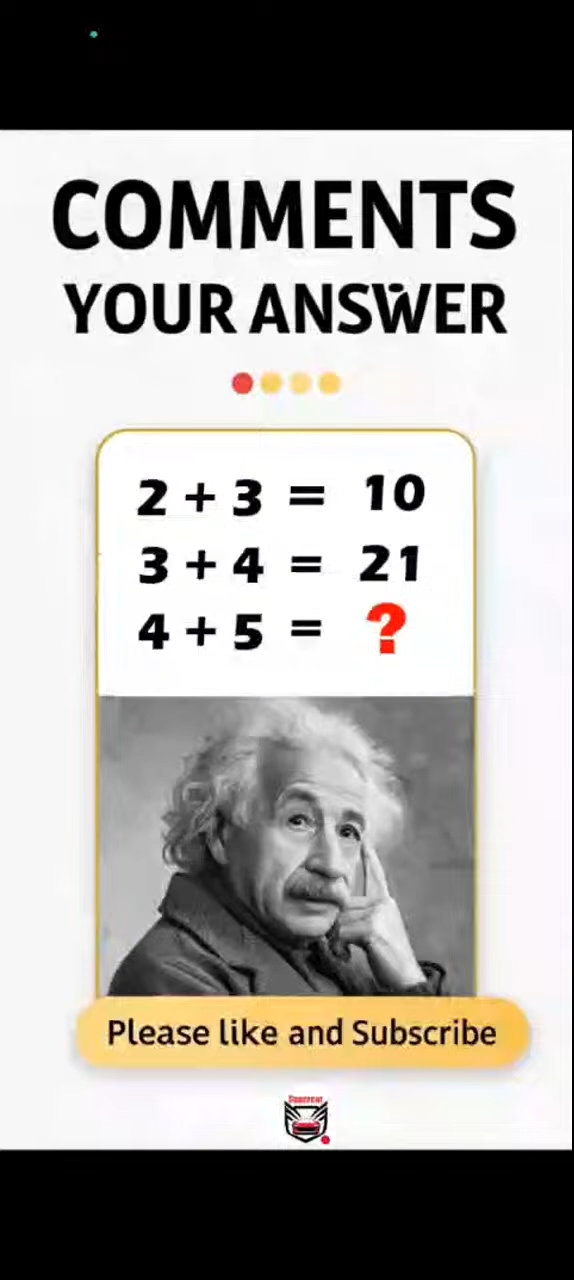 COMMENTS
YOUR ANSWER
2 + 3 = 10
3 + 4 = 21
4 + 5 = ?
Please like and Subscribe